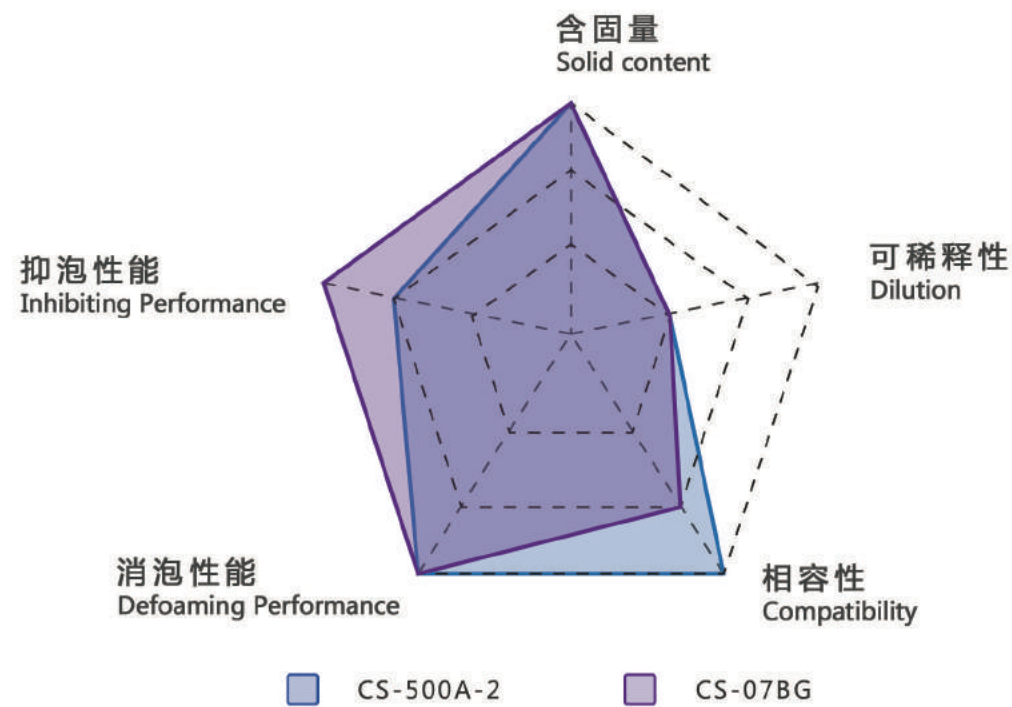 含固量
Solid content
可稀释性
Dilution
抑泡性能
Inhibiting Performance
消泡性能
Defoaming Performance
相容性
Compatibility
CS-500A-2
CS-07BG